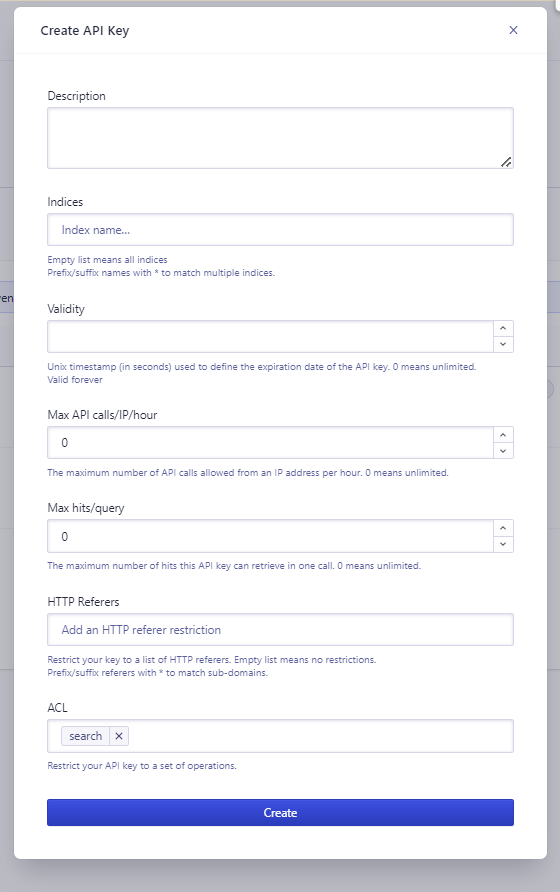 Create API Key
Description
Indices
Index name...
Empty list means all indices
Prefix/suffix names with * to match multiple indices.
Validity
Unix timestamp (in seconds) used to define the expiration date of the API key. 0 means unlimited.
Valid forever
Max API calls/IP/hour
0
The maximum number of API calls allowed from an IP address per hour. 0 means unlimited.
Max hits/query
0
The maximum number of hits this API key can retrieve in one call. 0 means unlimited.
HTTP Referers
Add an HTTP referer restriction
Restrict your key to a list of HTTP referers. Empty list means no restrictions.
Prefix/suffix referers with * to match sub-domains.
ACL
search
Restrict your API key to a set of operations.
Create